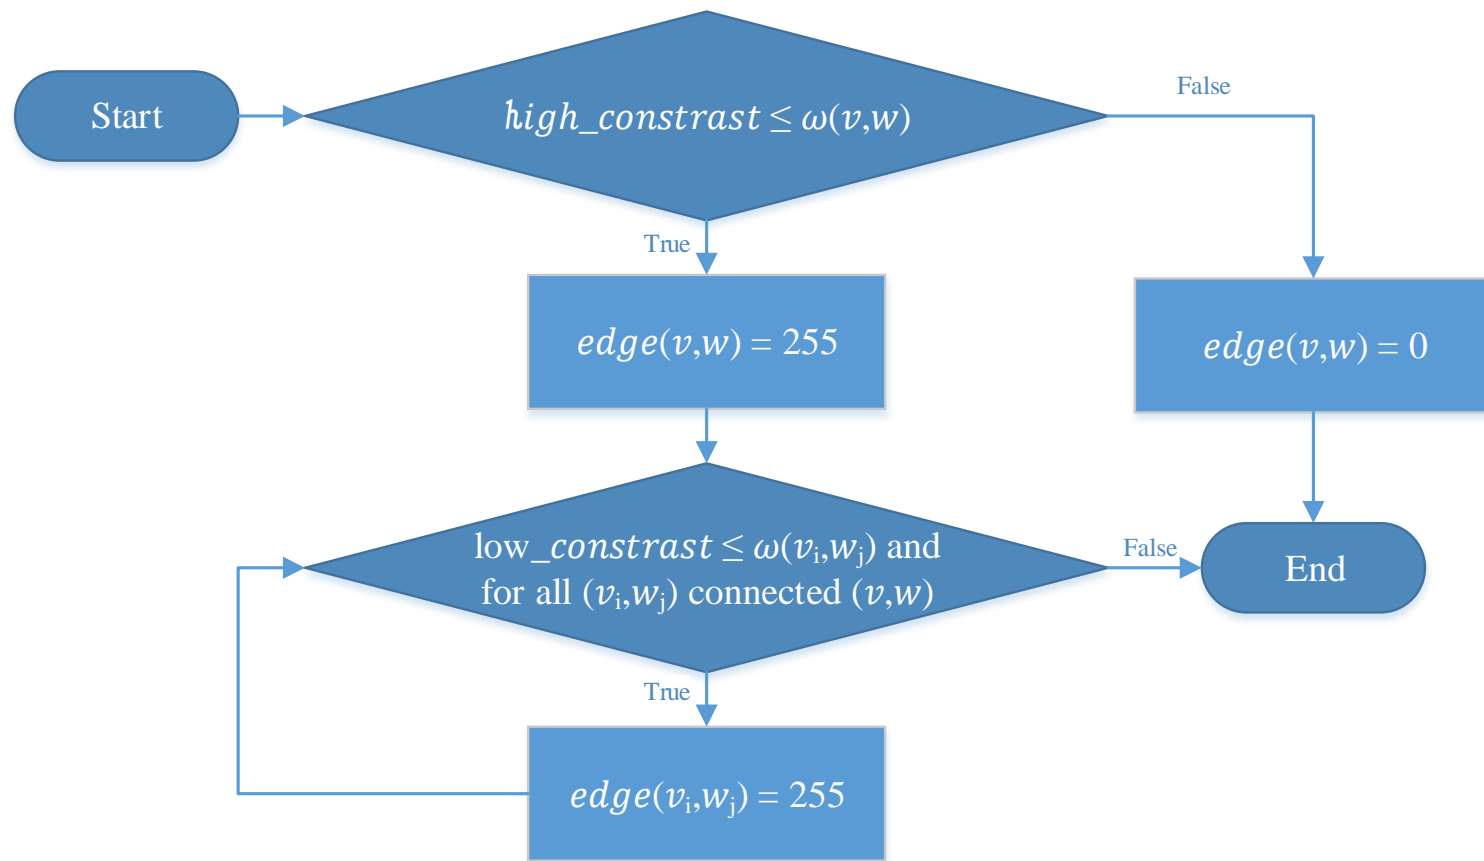 Start
high_constrast ≤ ω(v,w)
False
True
edge(v,w) = 255
edge(v,w) = 0
low_constrast ≤ ω(vᵢ,wⱼ) and
for all (vᵢ,wⱼ) connected (v,w)
False
End
True
edge(vᵢ,wⱼ) = 255